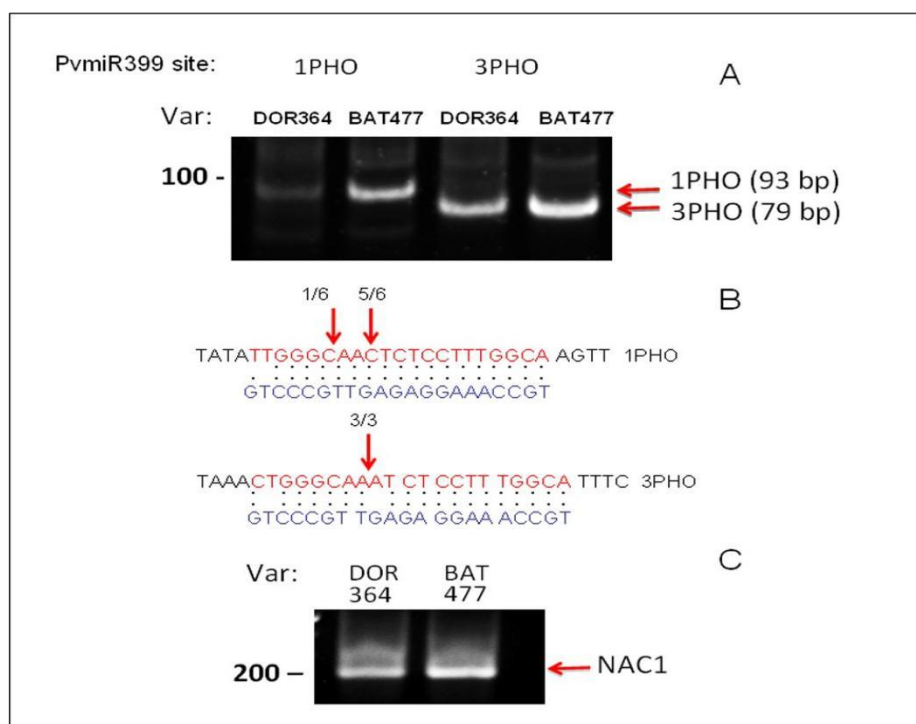 A
PvmiR399 site: 1PHO 3PHO
Var: DOR364 BAT477 DOR364 BAT477
100 -
1PHO (93 bp)
3PHO (79 bp)
B
1/6 5/6
TATATTGGGCAACTCTCCTTTGGCA AGTT 1PHO
GTCCCGTTGAGAGGAAACCGT
3/3
TAAACTGGGCAAATCTCCTTTGGCA TTTC 3PHO
GTCCCGTTGAGAGGAAACCGT
C
Var: DOR 364 BAT 477
200 –
NAC1